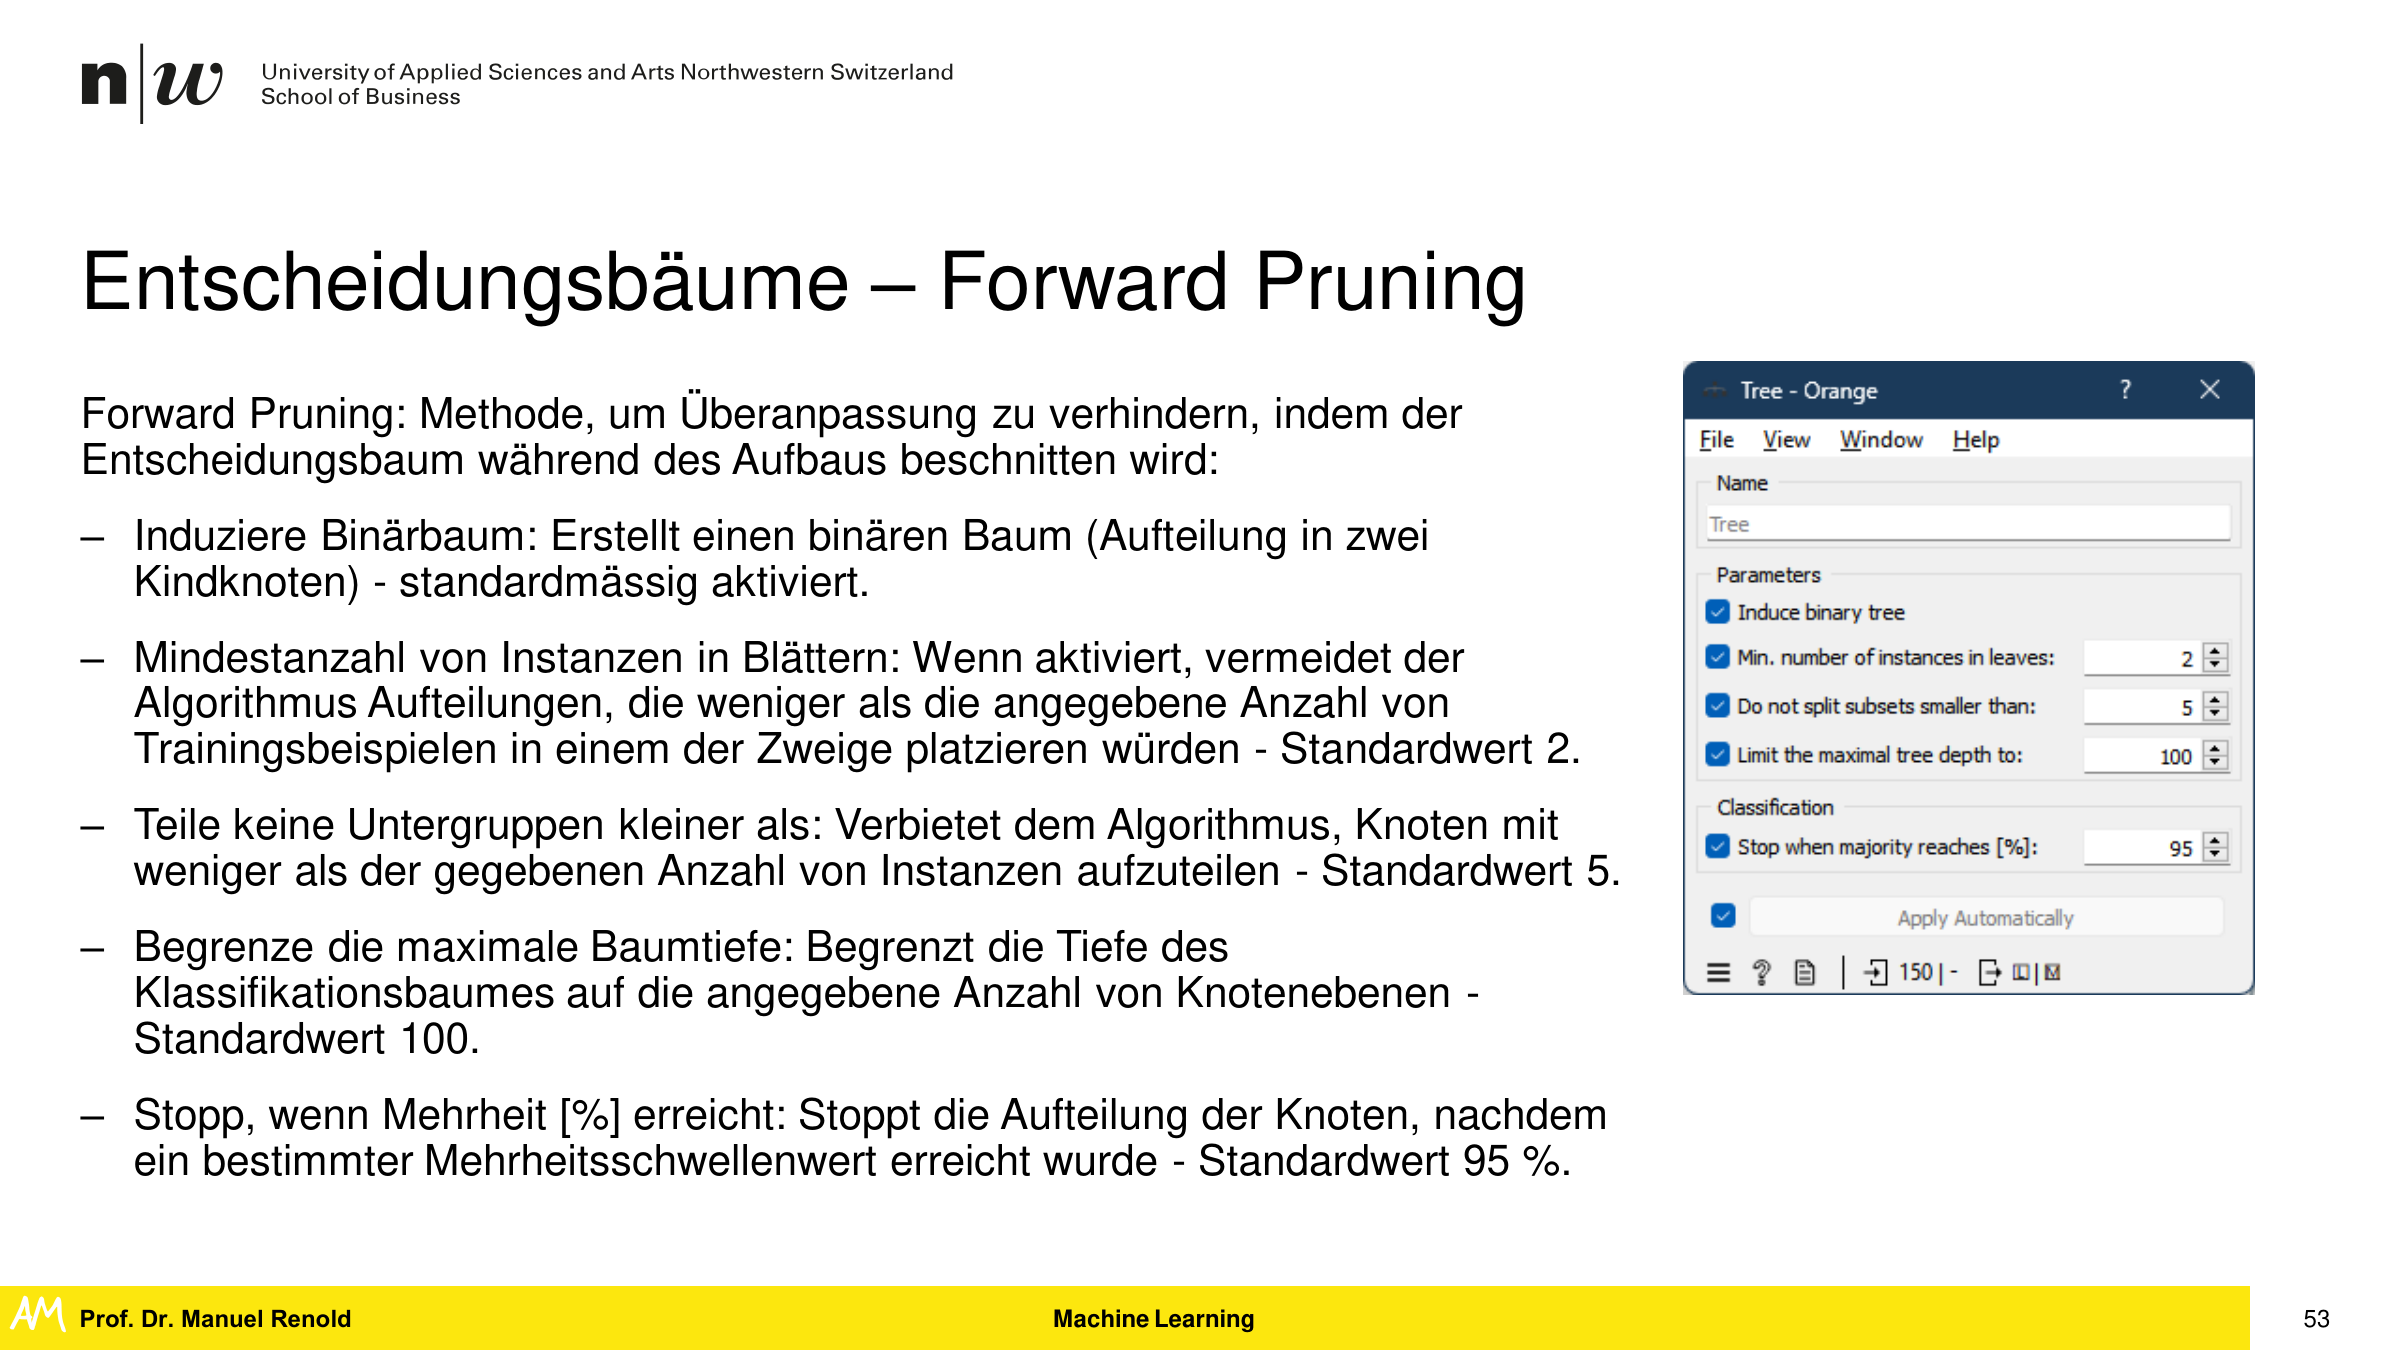 n|w University of Applied Sciences and Arts Northwestern Switzerland
School of Business
Entscheidungsbäume – Forward Pruning
Forward Pruning: Methode, um Überanpassung zu verhindern, indem der
Entscheidungsbaum während des Aufbaus beschnitten wird:
– Induziere Binärbaum: Erstellt einen binären Baum (Aufteilung in zwei
Kindknoten) - standardmässig aktiviert.
– Mindestanzahl von Instanzen in Blättern: Wenn aktiviert, vermeidet der
Algorithmus Aufteilungen, die weniger als die angegebene Anzahl von
Trainingsbeispielen in einem der Zweige platzieren würden - Standardwert 2.
– Teile keine Untergruppen kleiner als: Verbietet dem Algorithmus, Knoten mit
weniger als der gegebenen Anzahl von Instanzen aufzuteilen - Standardwert 5.
– Begrenze die maximale Baumtiefe: Begrenzt die Tiefe des
Klassifikationsbaumes auf die angegebene Anzahl von Knotenebenen -
Standardwert 100.
– Stopp, wenn Mehrheit [%] erreicht: Stoppt die Aufteilung der Knoten, nachdem
ein bestimmter Mehrheitsschwellenwert erreicht wurde - Standardwert 95 %.
Tree - Orange ?
File View Window Help
Name
Tree
Parameters
Induce binary tree
Min. number of instances in leaves: 2
Do not split subsets smaller than: 5
Limit the maximal tree depth to: 100
Classification
Stop when majority reaches [%]: 95
Apply Automatically
? 150 | - L | M
AM Prof. Dr. Manuel Renold Machine Learning 53